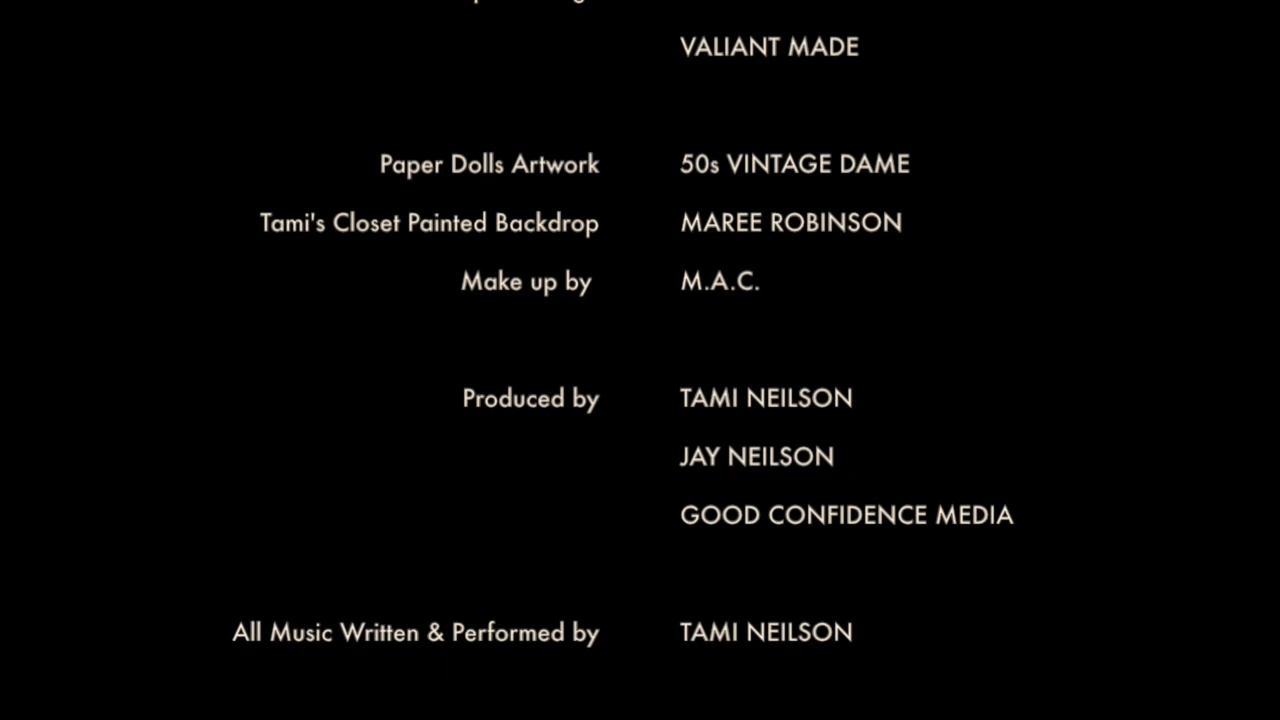 VALIANT MADE
Paper Dolls Artwork 50s VINTAGE DAME
Tami's Closet Painted Backdrop MAREE ROBINSON
Make up by M.A.C.
Produced by TAMI NEILSON
JAY NEILSON
GOOD CONFIDENCE MEDIA
All Music Written & Performed by TAMI NEILSON